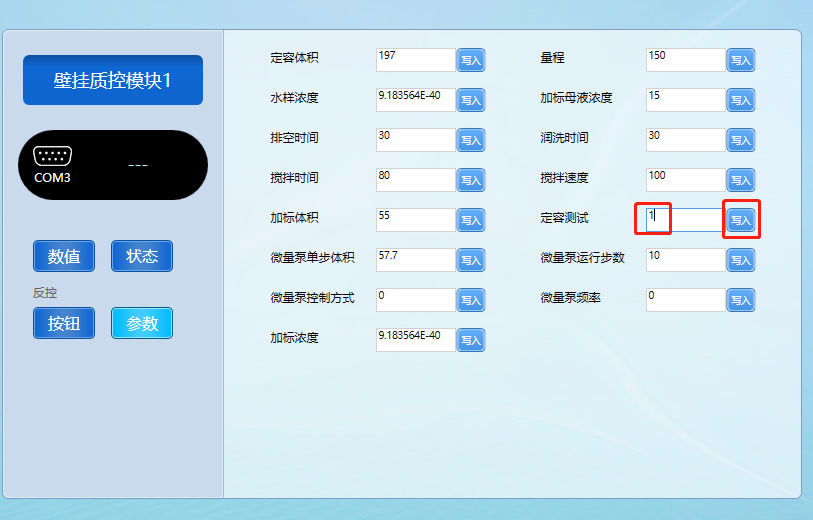 壁挂质控模块1
COM3
---
数值
状态
反控
按钮
参数
定容体积 197 写入 量程 150 写入
水样浓度 9.183564E-40 写入 加标母液浓度 15 写入
排空时间 30 写入 润洗时间 30 写入
搅拌时间 80 写入 搅拌速度 100 写入
加标体积 55 写入 定容测试 1 写入
微量泵单步体积 57.7 写入 微量泵运行步数 10 写入
微量泵控制方式 0 写入 微量泵频率 0 写入
加标浓度 9.183564E-40 写入